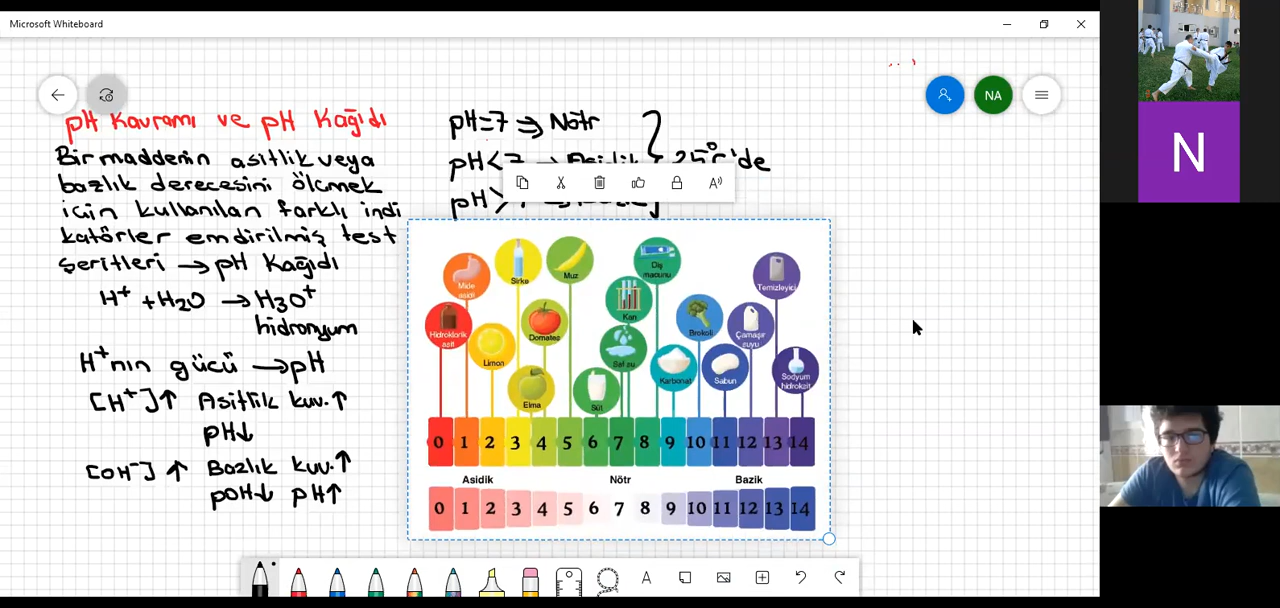 Microsoft Whiteboard
NA
N
pH Kavramı ve pH Kağıdı
Bir maddenin asitlik veya
bazlık derecesini ölçmek
için kullanılan farklı indi
katörler emdirilmiş test
şeritleri → pH Kağıdı
H+ + H2O → H3O+
hidronyum
H+ nın gücü → pH
[H+]↑ Asitlik kuv.↑
pH↓
[OH-]↑ Bazlık kuv.↑
pOH↓ pH↑
pH=7 ⇒ Nötr
pH<7 → Asidik } 25°C'de
pH>
A
Mide asidi
Sirke
Muz
Diş macunu
Temizleyici
Hidroklorik asit
Limon
Domates
Kan
Brokoli
Çamaşır suyu
Elma
Süt
Saf su
Karbonat
Sabun
Sodyum hidroksit
0 1 2 3 4 5 6 7 8 9 10 11 12 13 14
Asidik Nötr Bazik
0 1 2 3 4 5 6 7 8 9 10 11 12 13 14
A